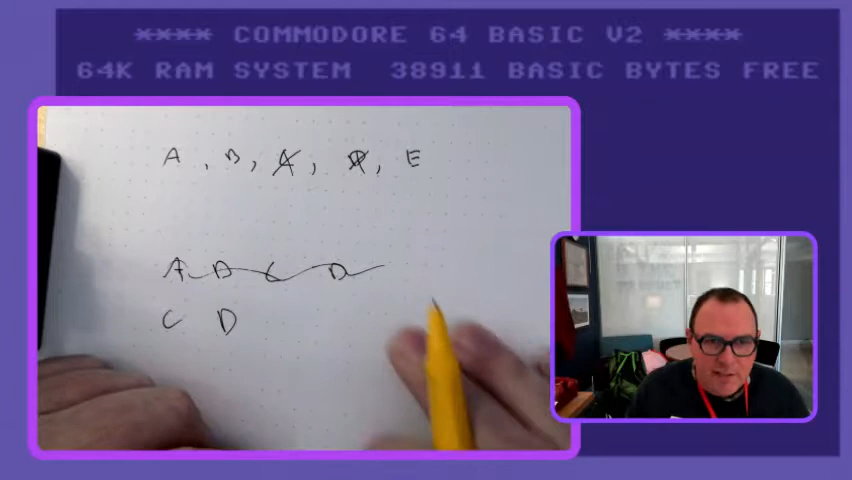 **** COMMODORE 64 BASIC V2 ****
64K RAM SYSTEM 38911 BASIC BYTES FREE
A , B , C , D , E
A B C D
C D